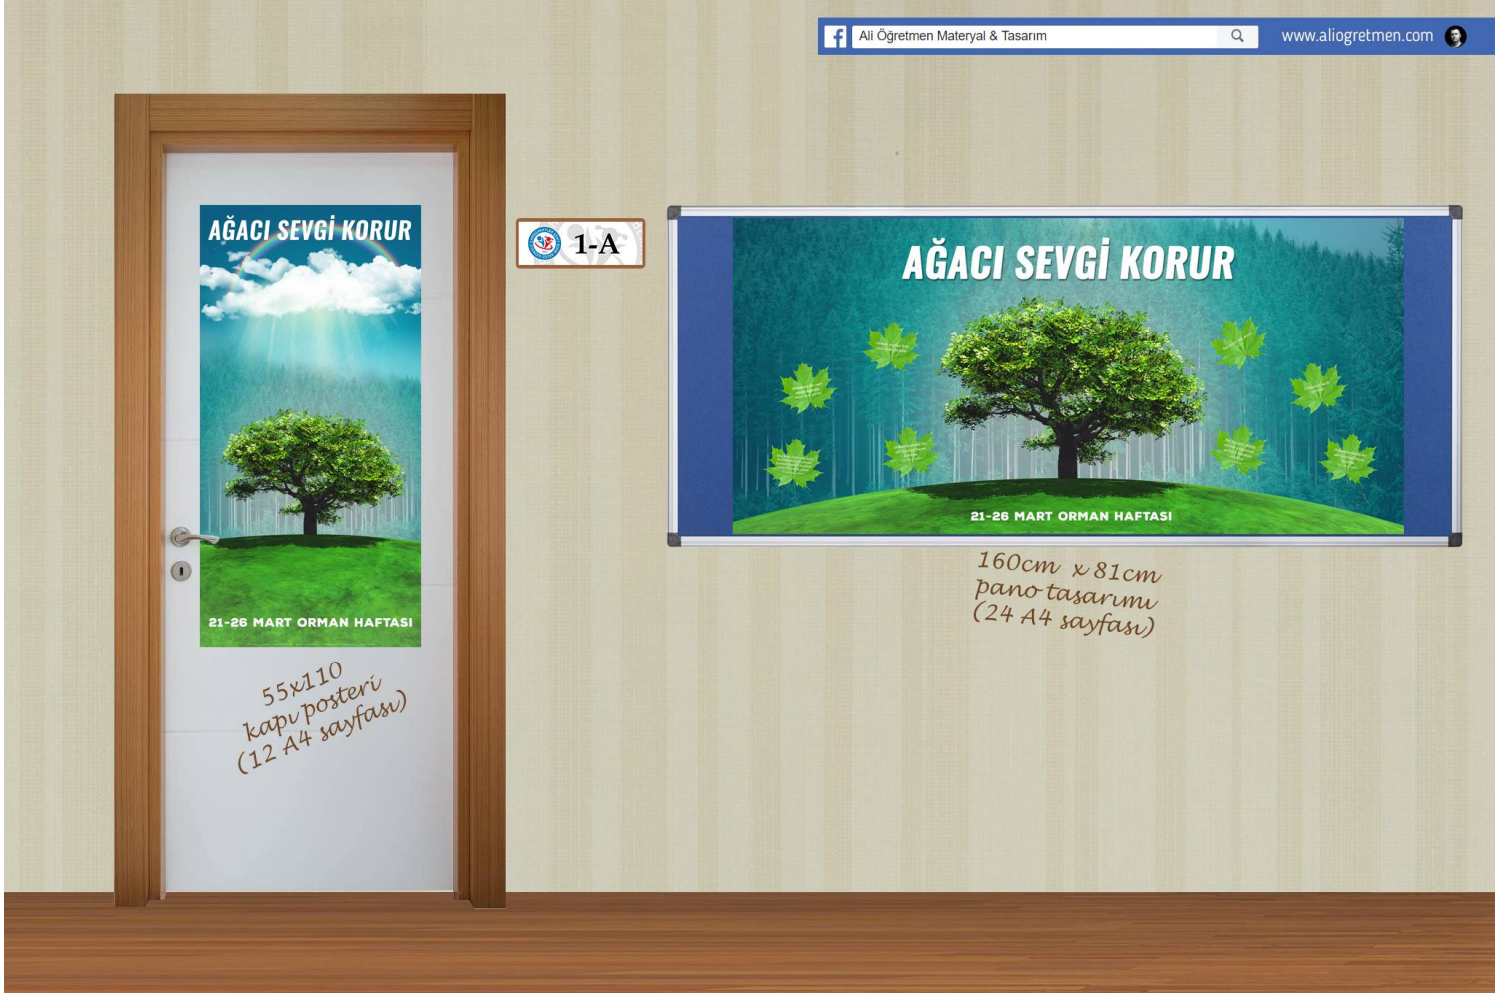 Ali Öğretmen Materyal & Tasarım
www.aliogretmen.com
AĞACI SEVGİ KORUR
21-26 MART ORMAN HAFTASI
55x110
kapı posteri
(12 A4 sayfası)
1-A
AĞACI SEVGİ KORUR
21-26 MART ORMAN HAFTASI
160cm x 81cm
pano tasarımı
(24 A4 sayfası)